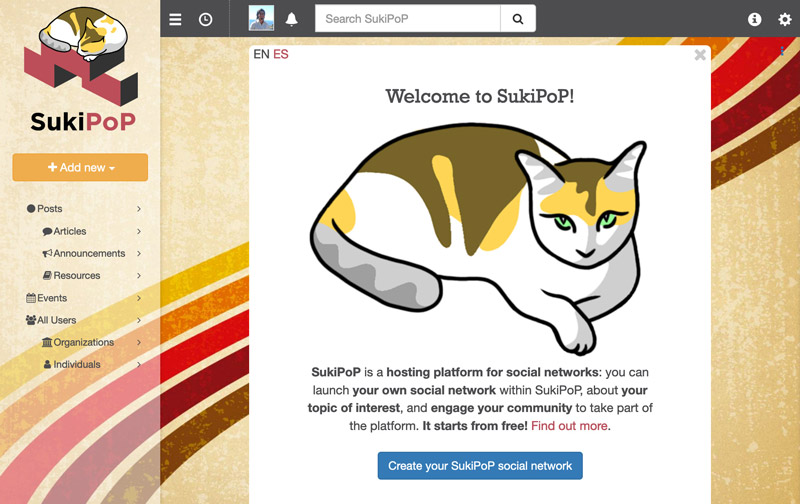 SukiPoP
+ Add new
Posts
Articles
Announcements
Resources
Events
All Users
Organizations
Individuals
Search SukiPoP
EN ES
Welcome to SukiPoP!
SukiPoP is a hosting platform for social networks: you can
launch your own social network within SukiPoP, about your
topic of interest, and engage your community to take part of
the platform. It starts from free! Find out more.
Create your SukiPoP social network